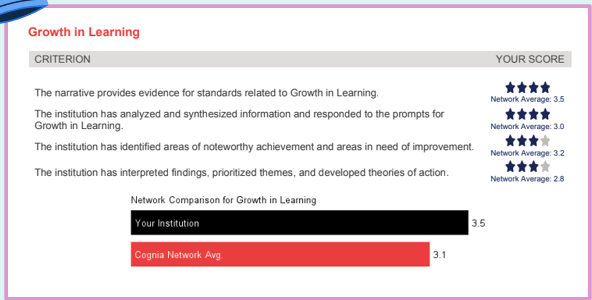 Growth in Learning
CRITERION YOUR SCORE
The narrative provides evidence for standards related to Growth in Learning.
Network Average: 3.5
The institution has analyzed and synthesized information and responded to the prompts for
Growth in Learning.
Network Average: 3.0
The institution has identified areas of noteworthy achievement and areas in need of improvement.
Network Average: 3.2
The institution has interpreted findings, prioritized themes, and developed theories of action.
Network Average: 2.8
Network Comparison for Growth in Learning
Your Institution 3.5
Cognia Network Avg. 3.1